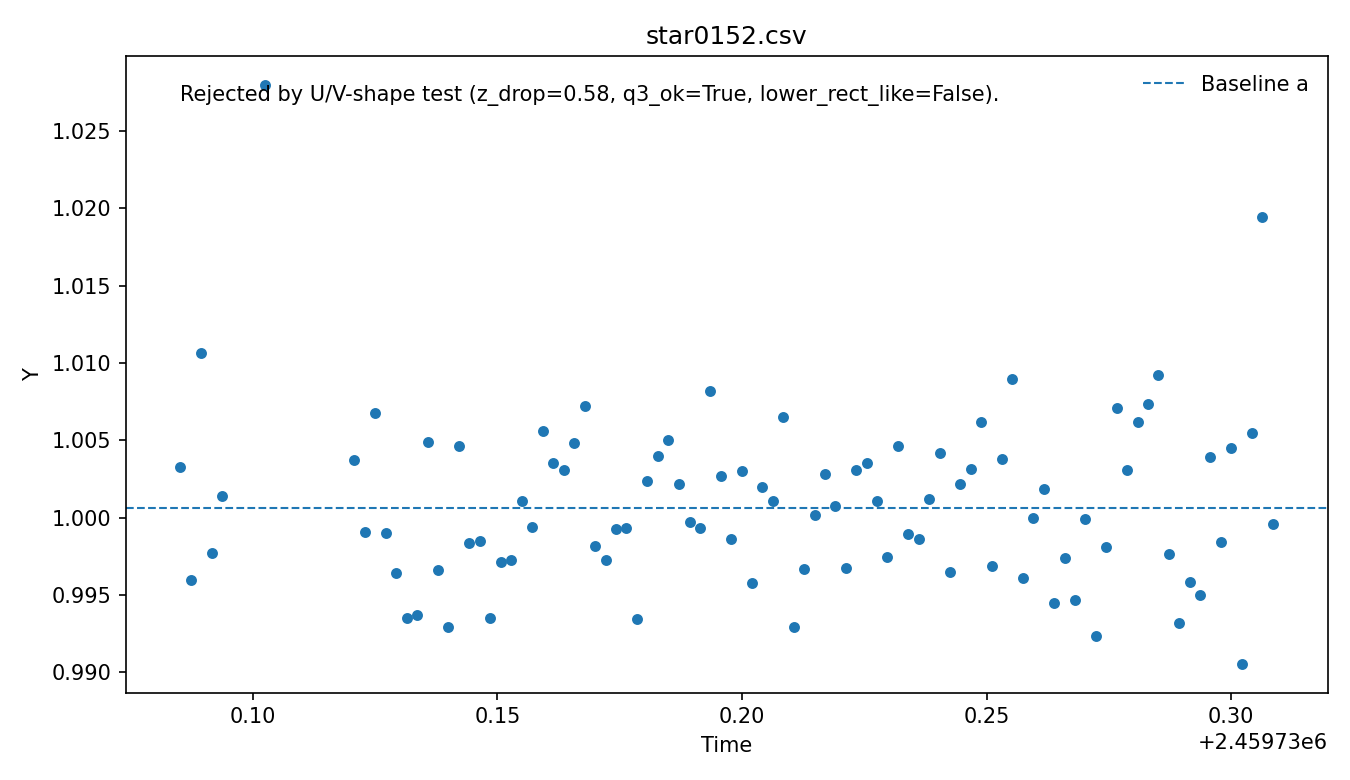 star0152.csv
Rejected by U/V-shape test (z_drop=0.58, q3_ok=True, lower_rect_like=False).
Baseline a
1.025
1.020
1.015
1.010
1.005
1.000
0.995
0.990
Y
0.10 0.15 0.20 0.25 0.30
Time
+2.45973e6